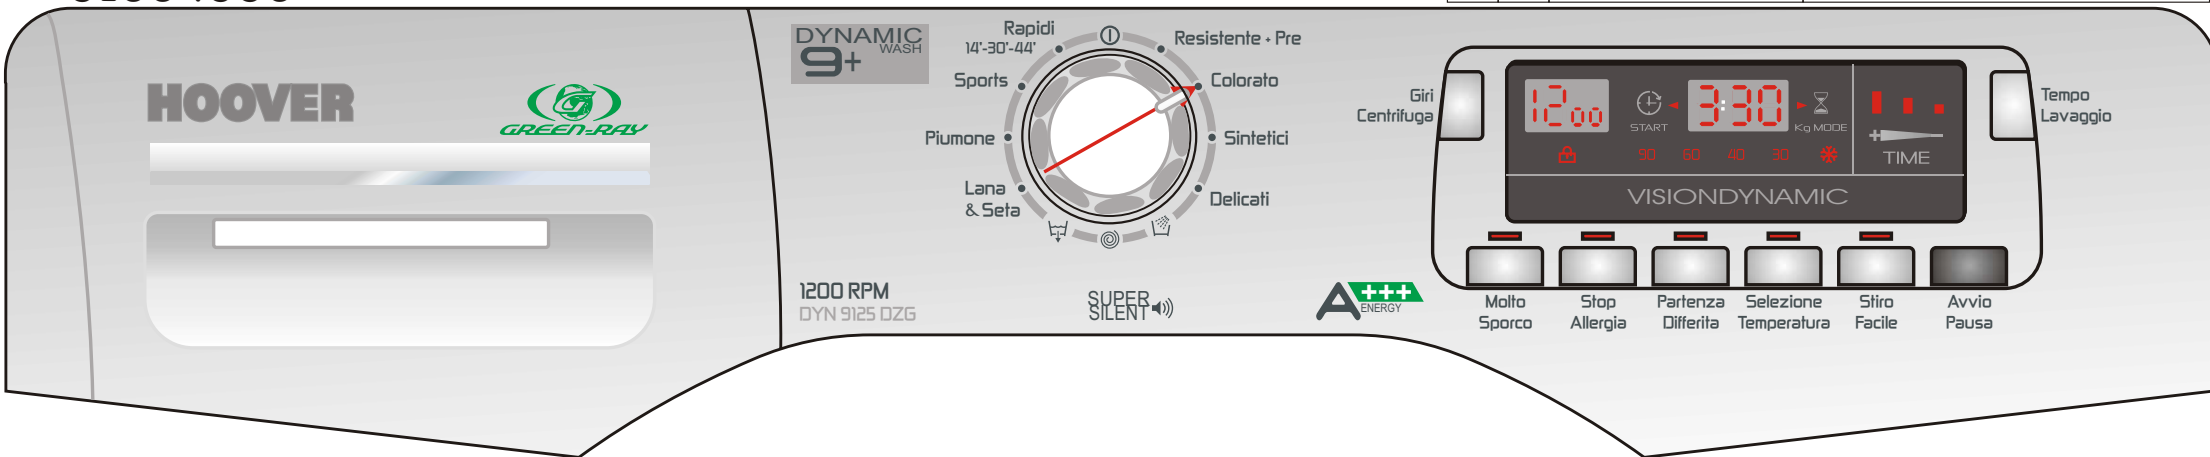 HOOVER
GREEN-RAY
DYNAMIC
WASH
9+
Rapidi
14'-30'-44'
Sports
Piumone
Lana
& Seta
Resistente + Pre
Colorato
Sintetici
Delicati
1200 RPM
DYN 9125 DZG
SUPER
SILENT
A+++
ENERGY
Giri
Centrifuga
1200
START
3:30
Kg MODE
90 60 40 30
+
TIME
VISIONDYNAMIC
Tempo
Lavaggio
Molto
Sporco
Stop
Allergia
Partenza
Differita
Selezione
Temperatura
Stiro
Facile
Avvio
Pausa